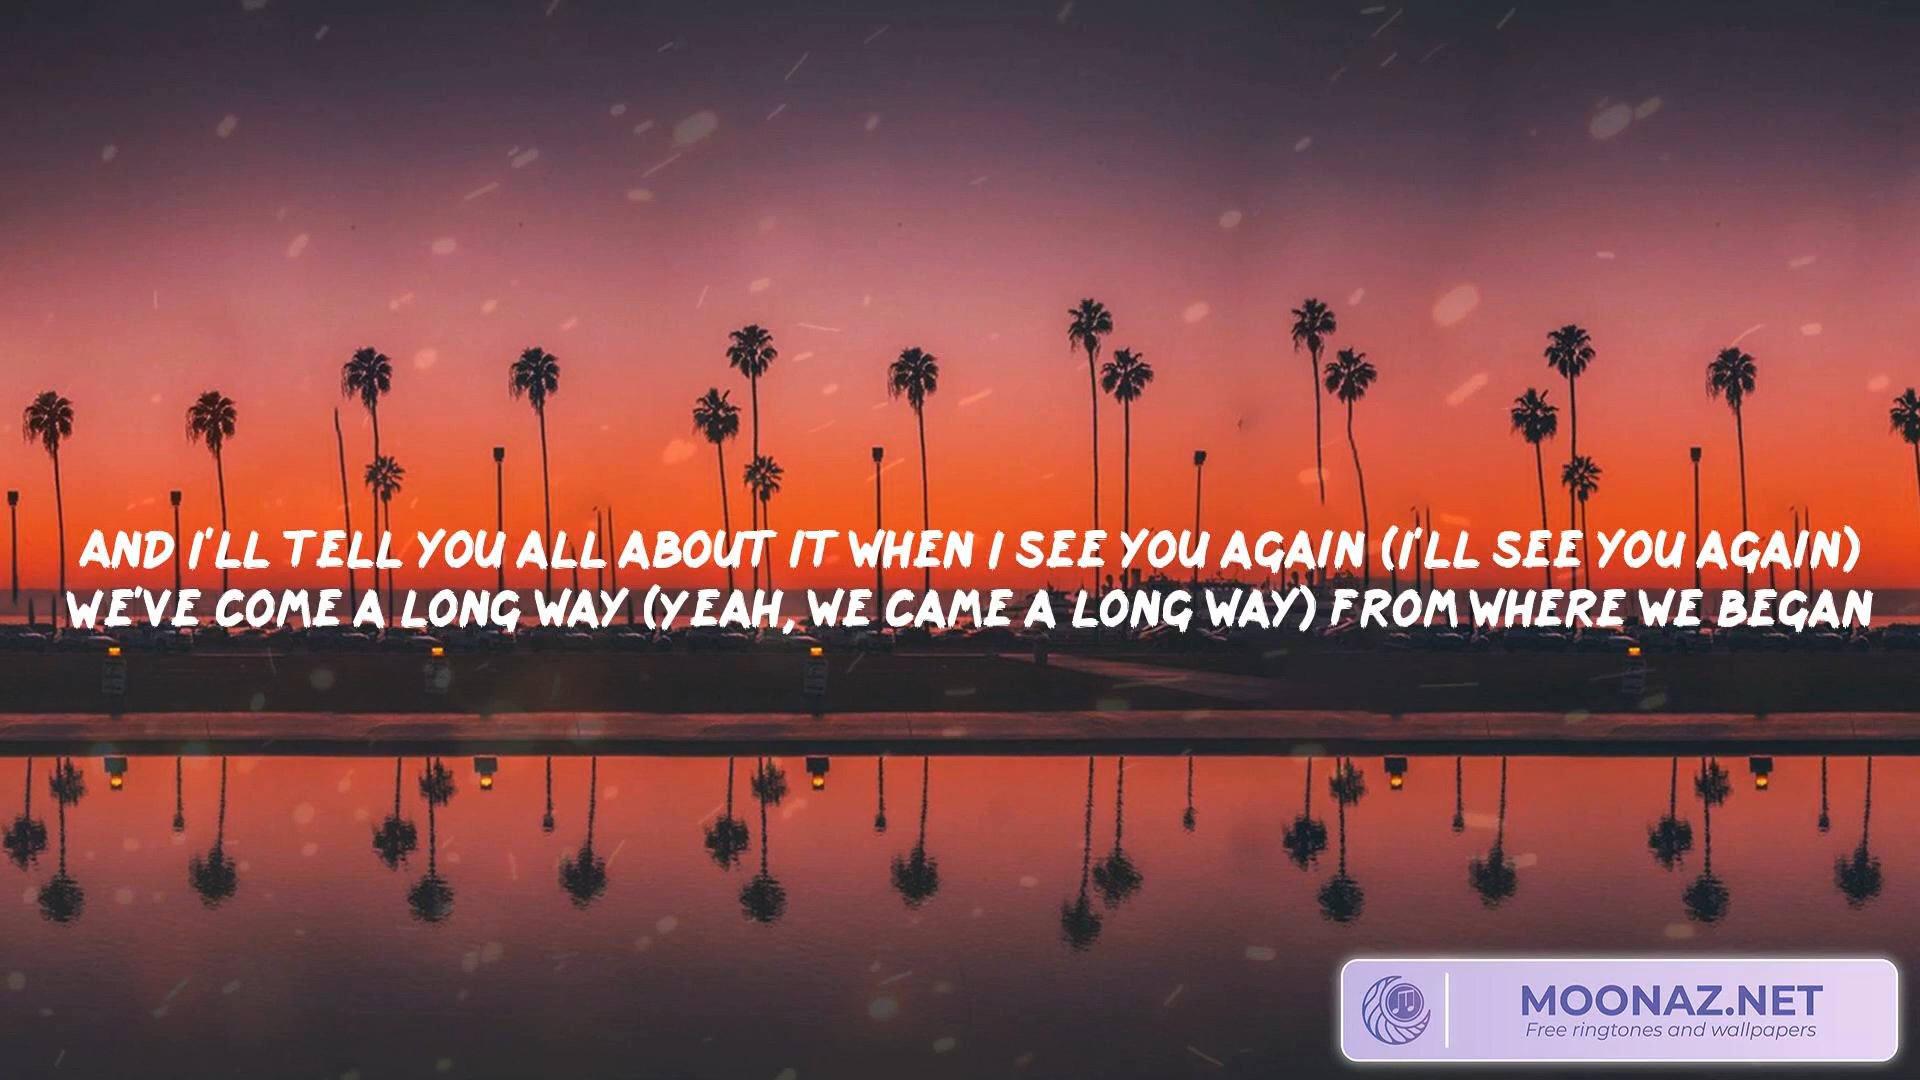 AND I'LL TELL YOU ALL ABOUT IT WHEN I SEE YOU AGAIN (I'LL SEE YOU AGAIN)
WE'VE COME A LONG WAY (YEAH, WE CAME A LONG WAY) FROM WHERE WE BEGAN
MOONAZ.NET
Free ringtones and wallpapers